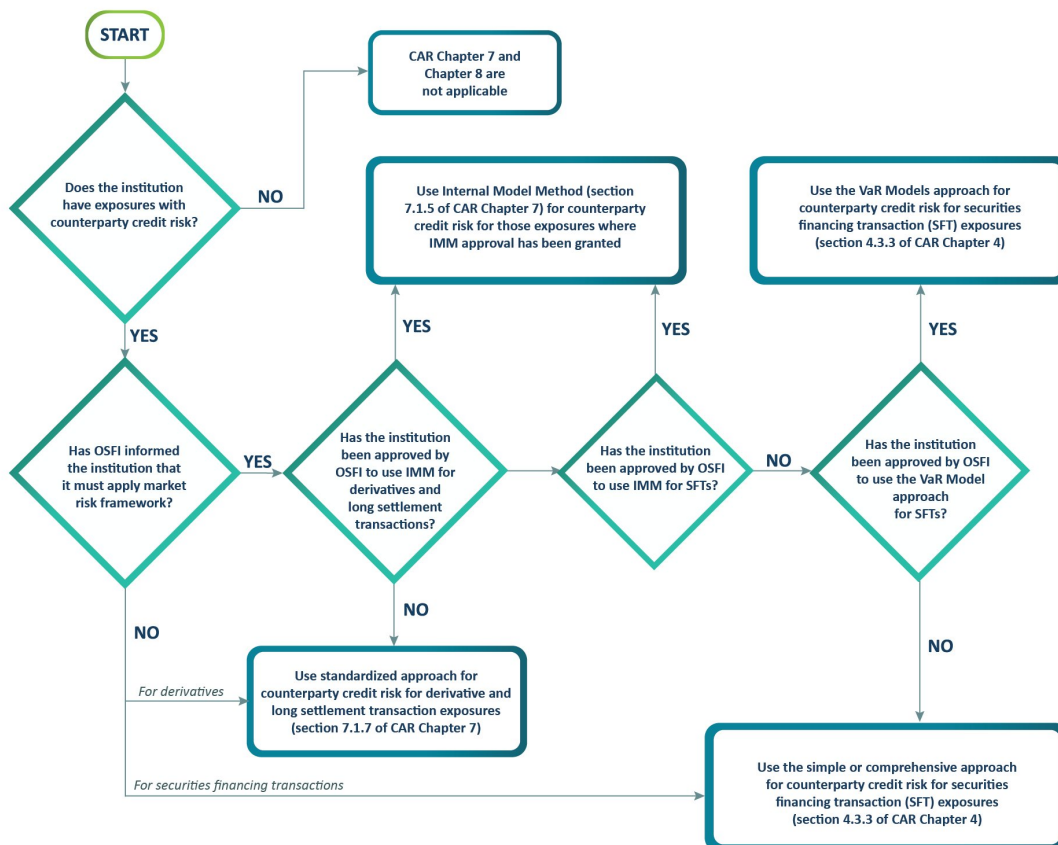 START
CAR Chapter 7 and
Chapter 8 are
not applicable
Does the institution
have exposures with
counterparty credit risk?
NO
Use Internal Model Method (section
7.1.5 of CAR Chapter 7) for counterparty
credit risk for those exposures where
IMM approval has been granted
Use the VaR Models approach for
counterparty credit risk for securities
financing transaction (SFT) exposures
(section 4.3.3 of CAR Chapter 4)
YES
YES
YES
YES
Has OSFI informed
the institution that
it must apply market
risk framework?
YES
Has the institution
been approved by
OSFI to use IMM for
derivatives and
long settlement
transactions?
Has the institution
been approved by OSFI
to use IMM for SFTs?
NO
Has the institution
been approved by OSFI
to use the VaR Model
approach
for SFTs?
NO
NO
NO
For derivatives
Use standardized approach for
counterparty credit risk for derivative and
long settlement transaction exposures
(section 7.1.7 of CAR Chapter 7)
For securities financing transactions
Use the simple or comprehensive approach
for counterparty credit risk for securities
financing transaction (SFT) exposures
(section 4.3.3 of CAR Chapter 4)